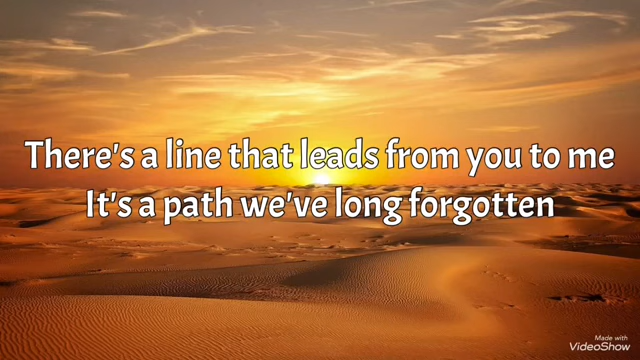 There's a line that leads from you to me
It's a path we've long forgotten
Made with
VideoShow